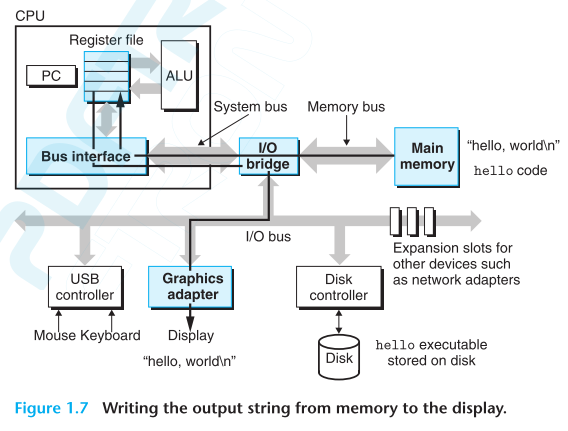 CPU
Register file
PC
ALU
System bus
Memory bus
Bus interface
I/O
bridge
Main
memory
"hello, world\n"
hello code
I/O bus
Expansion slots for
other devices such
as network adapters
USB
controller
Graphics
adapter
Disk
controller
Mouse Keyboard
Display
"hello, world\n"
Disk
hello executable
stored on disk
Figure 1.7 Writing the output string from memory to the display.